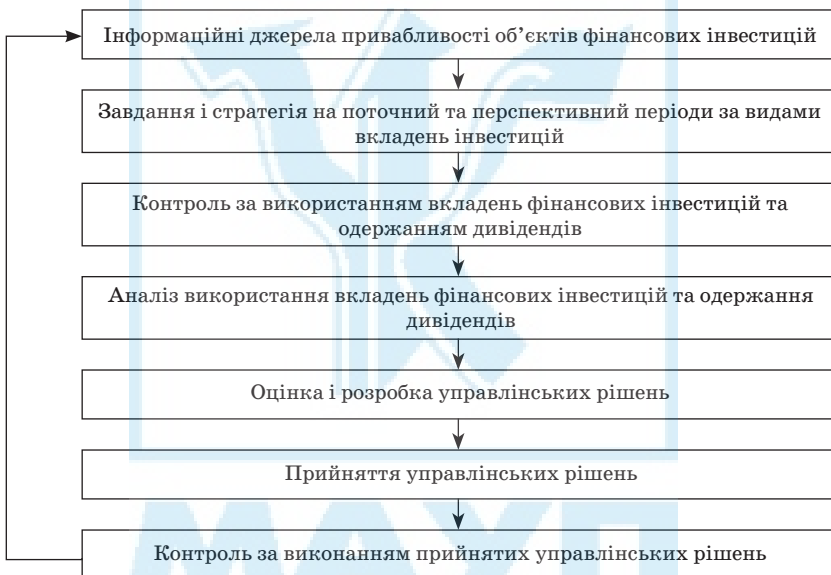 Інформаційні джерела привабливості об’єктів фінансових інвестицій
Завдання і стратегія на поточний та перспективний періоди за видами
вкладень інвестицій
Контроль за використанням вкладень фінансових інвестицій та
одержанням дивідендів
Аналіз використання вкладень фінансових інвестицій та одержання
дивідендів
Оцінка і розробка управлінських рішень
Прийняття управлінських рішень
МАУП
Контроль за виконанням прийнятих управлінських рішень